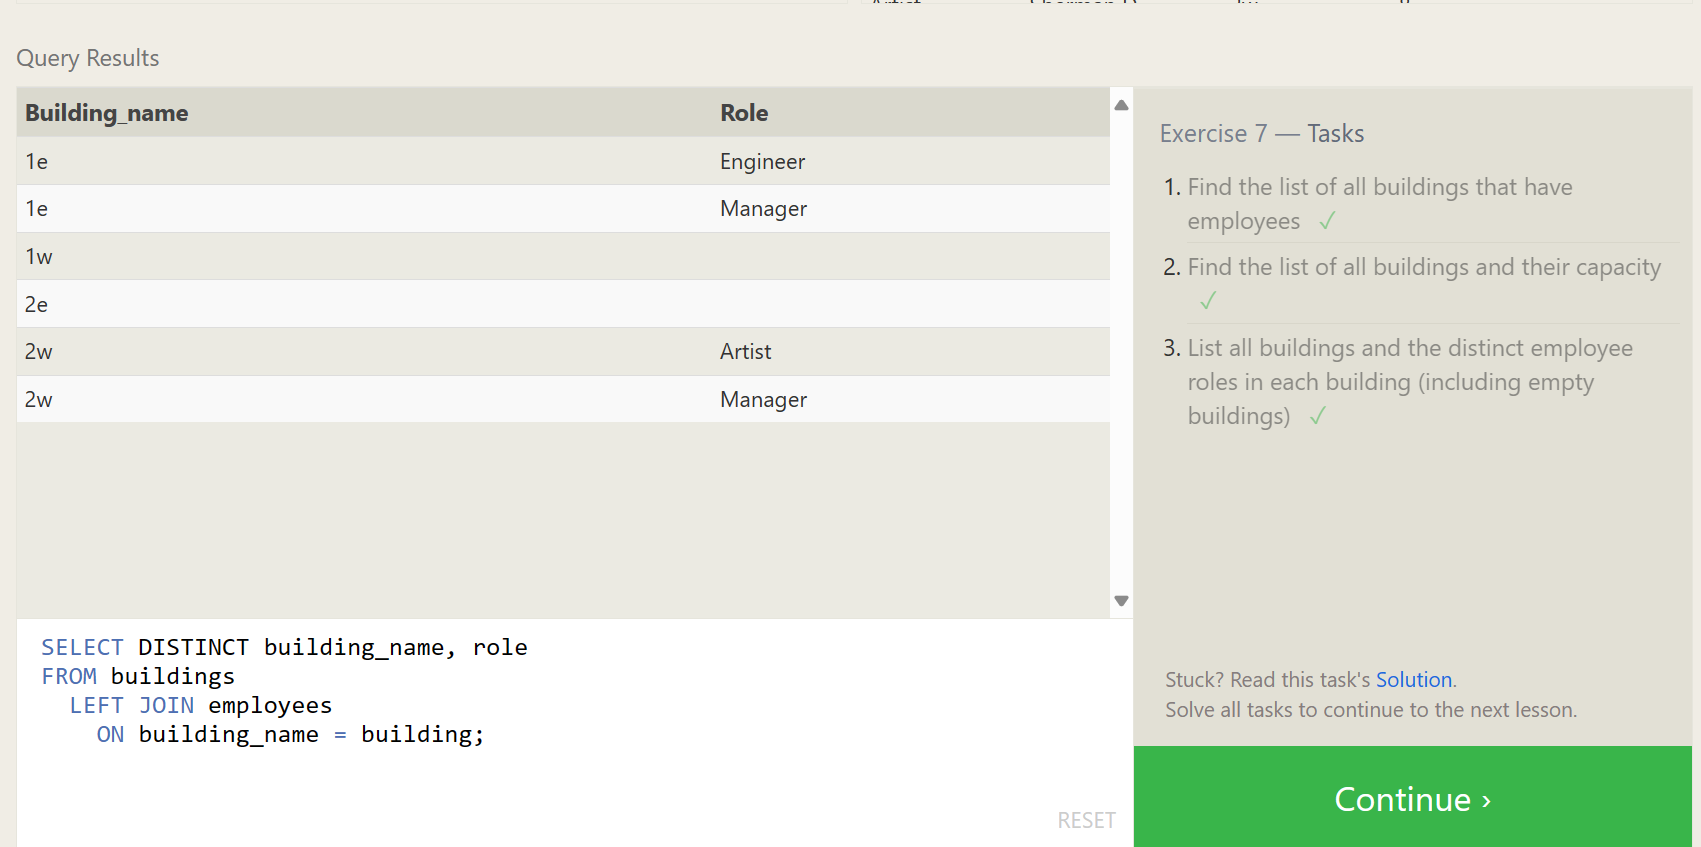 Query Results
Building_name Role
1e Engineer
1e Manager
1w
2e
2w Artist
2w Manager
SELECT DISTINCT building_name, role
FROM buildings
LEFT JOIN employees
ON building_name = building;
RESET
Exercise 7 — Tasks
1. Find the list of all buildings that have
employees ✓
2. Find the list of all buildings and their capacity
✓
3. List all buildings and the distinct employee
roles in each building (including empty
buildings) ✓
Stuck? Read this task's Solution.
Solve all tasks to continue to the next lesson.
Continue ›